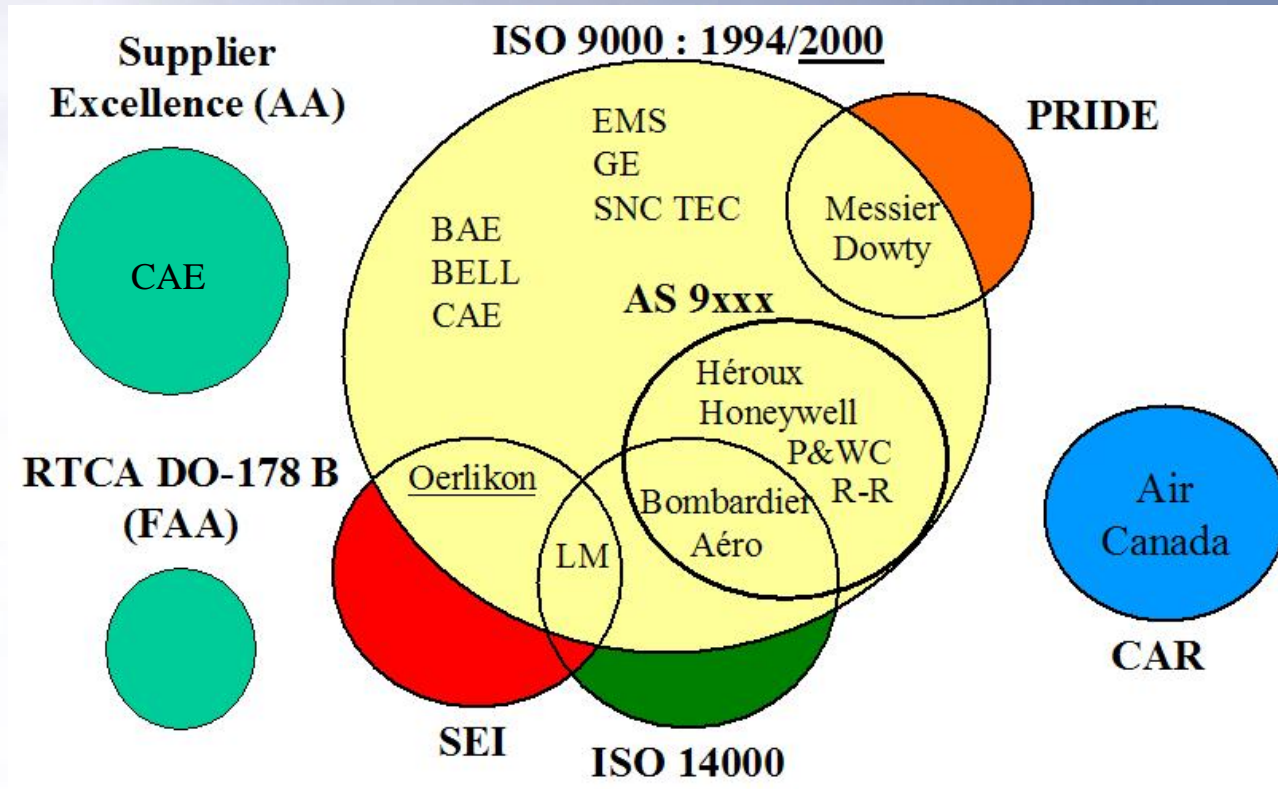 Supplier
Excellence (AA)
CAE
ISO 9000 : 1994/2000
EMS
GE
SNC TEC
BAE
BELL
CAE
PRIDE
Messier
Dowty
AS 9xxx
Héroux
Honeywell
P&WC
R-R
Bombardier
Aéro
Oerlikon
LM
RTCA DO-178 B
(FAA)
SEI
ISO 14000
Air
Canada
CAR